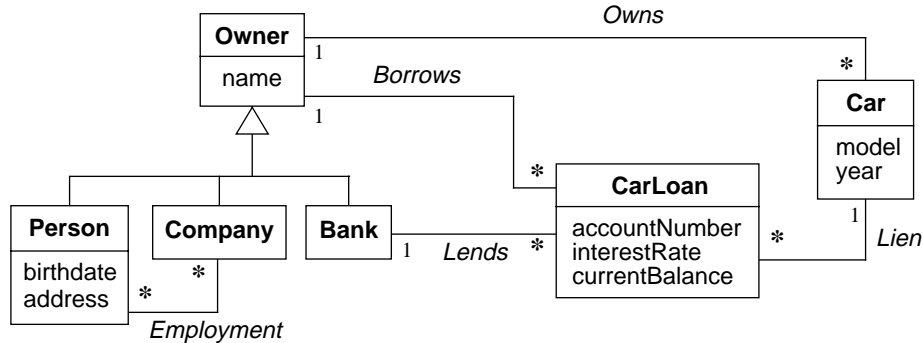 Owns
Owner
1
name
Borrows
*
1
Car
model
year
*
CarLoan
1
Person
Company
Bank
accountNumber
*
Lien
1
Lends
*
interestRate
birthdate
*
currentBalance
address
*
Employment